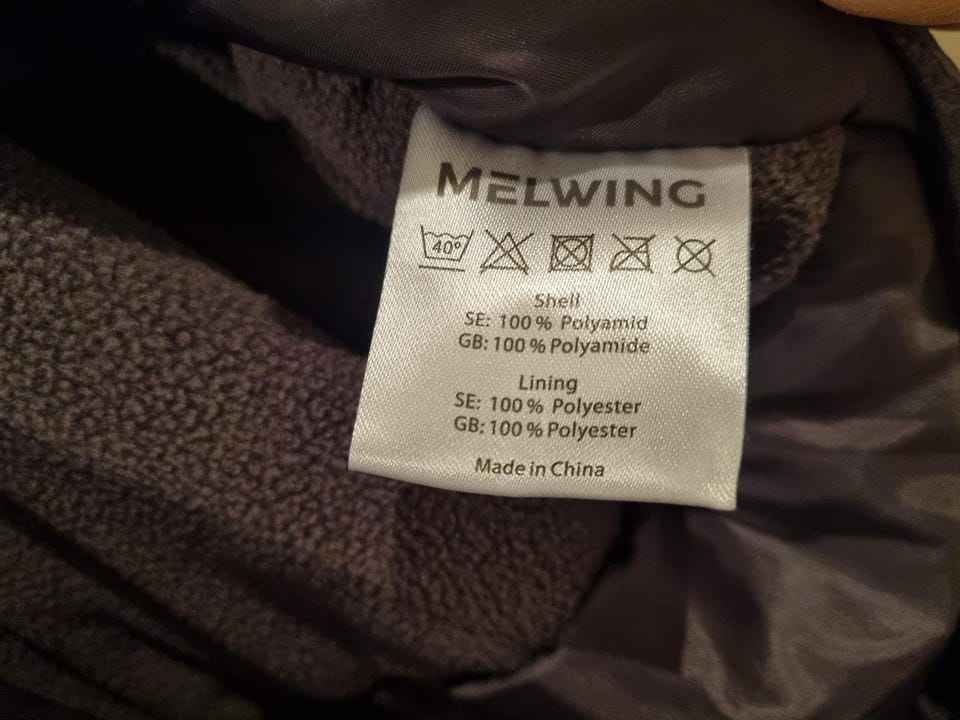 MELWING
40°
Shell
SE: 100 % Polyamid
GB: 100 % Polyamide
Lining
SE: 100 % Polyester
GB: 100 % Polyester
Made in China